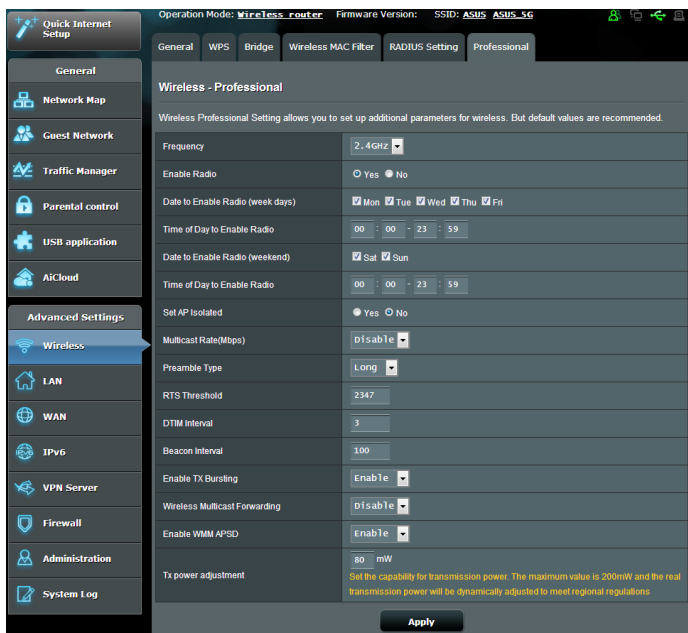 Quick Internet
Setup
Operation Mode: Wireless router Firmware Version: SSID: ASUS ASUS_5G
General WPS Bridge Wireless MAC Filter RADIUS Setting Professional
General
Network Map
Guest Network
Traffic Manager
Parental control
USB application
AiCloud
Advanced Settings
Wireless
LAN
WAN
IPv6
VPN Server
Firewall
Administration
System Log
Wireless - Professional
Wireless Professional Setting allows you to set up additional parameters for wireless. But default values are recommended.
Frequency 2.4GHz
Enable Radio Yes No
Date to Enable Radio (week days) Mon Tue Wed Thu Fri
Time of Day to Enable Radio 00 : 00 - 23 : 59
Date to Enable Radio (weekend) Sat Sun
Time of Day to Enable Radio 00 : 00 - 23 : 59
Set AP Isolated Yes No
Multicast Rate(Mbps) Disable
Preamble Type Long
RTS Threshold 2347
DTIM Interval 3
Beacon Interval 100
Enable TX Bursting Enable
Wireless Multicast Forwarding Disable
Enable WMM APSD Enable
Tx power adjustment 80 mW
Set the capability for transmission power. The maximum value is 200mW and the real
transmission power will be dynamically adjusted to meet regional regulations
Apply